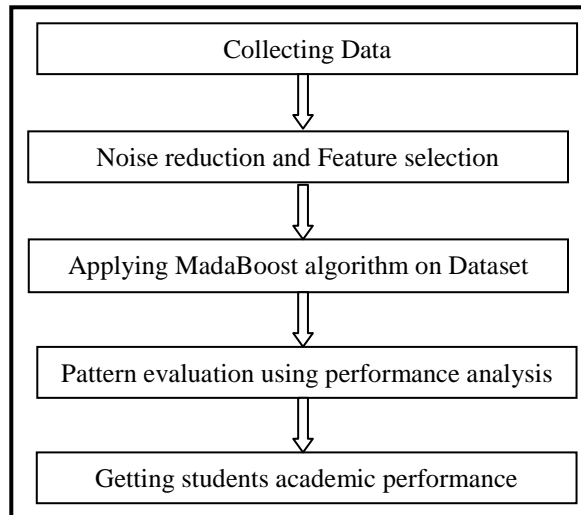 Collecting Data
Noise reduction and Feature selection
Applying MadaBoost algorithm on Dataset
Pattern evaluation using performance analysis
Getting students academic performance